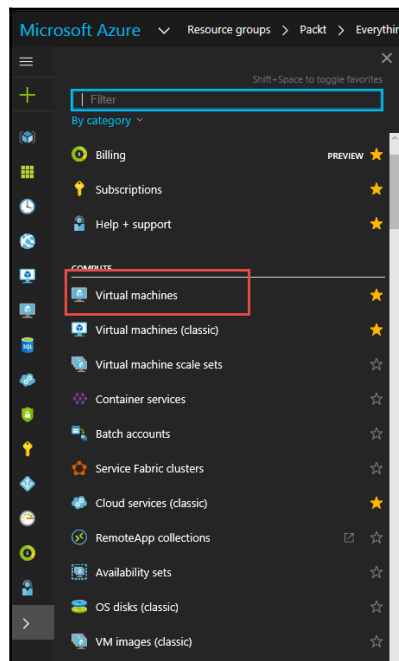 Microsoft Azure Resource groups > Packt > Everythin
Shift+Space to toggle favorites
Filter
By category
Billing PREVIEW
Subscriptions
Help + support
COMPUTE
Virtual machines
Virtual machines (classic)
Virtual machine scale sets
Container services
Batch accounts
Service Fabric clusters
Cloud services (classic)
RemoteApp collections
Availability sets
OS disks (classic)
VM images (classic)